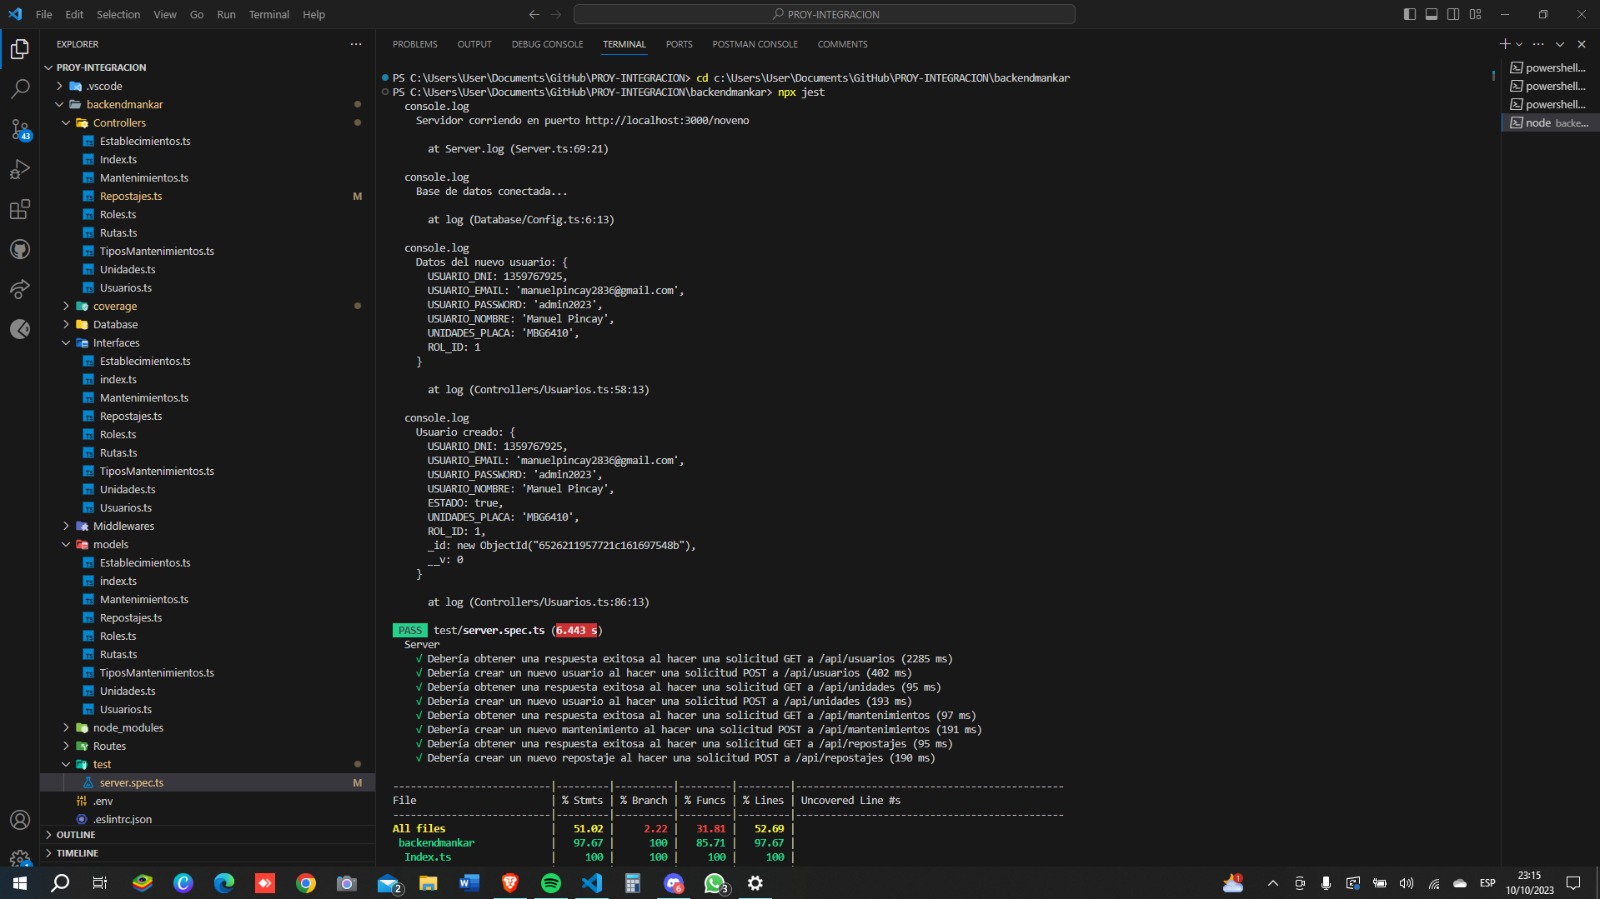 File Edit Selection View Go Run Terminal Help
PROY-INTEGRACION
EXPLORER
PROY-INTEGRACION
.vscode
backendmankar
Controllers
Establecimientos.ts
Index.ts
Mantenimientos.ts
Repostajes.ts M
Roles.ts
Rutas.ts
TiposMantenimientos.ts
Unidades.ts
Usuarios.ts
coverage
Database
Interfaces
Establecimientos.ts
index.ts
Mantenimientos.ts
Repostajes.ts
Roles.ts
Rutas.ts
TiposMantenimientos.ts
Unidades.ts
Usuarios.ts
Middlewares
models
Establecimientos.ts
index.ts
Mantenimientos.ts
Repostajes.ts
Roles.ts
Rutas.ts
TiposMantenimientos.ts
Unidades.ts
Usuarios.ts
node_modules
Routes
test
server.spec.ts M
.env
.eslintrc.json
OUTLINE
TIMELINE
43
PROBLEMS OUTPUT DEBUG CONSOLE TERMINAL PORTS POSTMAN CONSOLE COMMENTS
PS C:\Users\User\Documents\GitHub\PROY-INTEGRACION> cd c:\Users\User\Documents\GitHub\PROY-INTEGRACION\backendmankar
PS C:\Users\User\Documents\GitHub\PROY-INTEGRACION\backendmankar> npx jest
console.log
Servidor corriendo en puerto http://localhost:3000/noveno
at Server.log (Server.ts:69:21)
console.log
Base de datos conectada...
at log (Database/Config.ts:6:13)
console.log
Datos del nuevo usuario: {
USUARIO_DNI: 1359767925,
USUARIO_EMAIL: 'manuelpincay2836@gmail.com',
USUARIO_PASSWORD: 'admin2023',
USUARIO_NOMBRE: 'Manuel Pincay',
UNIDADES_PLACA: 'MBG6410',
ROL_ID: 1
}
at log (Controllers/Usuarios.ts:58:13)
console.log
Usuario creado: {
USUARIO_DNI: 1359767925,
USUARIO_EMAIL: 'manuelpincay2836@gmail.com',
USUARIO_PASSWORD: 'admin2023',
USUARIO_NOMBRE: 'Manuel Pincay',
ESTADO: true,
UNIDADES_PLACA: 'MBG6410',
ROL_ID: 1,
_id: new ObjectId("6526211957721c161697548b"),
__v: 0
}
at log (Controllers/Usuarios.ts:86:13)
PASS test/server.spec.ts (6.443 s)
Server
√ Debería obtener una respuesta exitosa al hacer una solicitud GET a /api/usuarios (2285 ms)
√ Debería crear un nuevo usuario al hacer una solicitud POST a /api/usuarios (402 ms)
√ Debería obtener una respuesta exitosa al hacer una solicitud GET a /api/unidades (95 ms)
√ Debería crear un nuevo usuario al hacer una solicitud POST a /api/unidades (193 ms)
√ Debería obtener una respuesta exitosa al hacer una solicitud GET a /api/mantenimientos (97 ms)
√ Debería crear un nuevo mantenimiento al hacer una solicitud POST a /api/mantenimientos (191 ms)
√ Debería obtener una respuesta exitosa al hacer una solicitud GET a /api/repostajes (95 ms)
√ Debería crear un nuevo repostaje al hacer una solicitud POST a /api/repostajes (190 ms)
File | % Stmts | % Branch | % Funcs | % Lines | Uncovered Line #s
All files | 51.02 | 2.22 | 31.81 | 52.69 |
backendmankar | 97.67 | 100 | 85.71 | 97.67 |
Index.ts | 100 | 100 | 100 | 100 |
powershell...
powershell...
powershell...
node backe...
2
6
3
1
ESP
23:15
10/10/2023